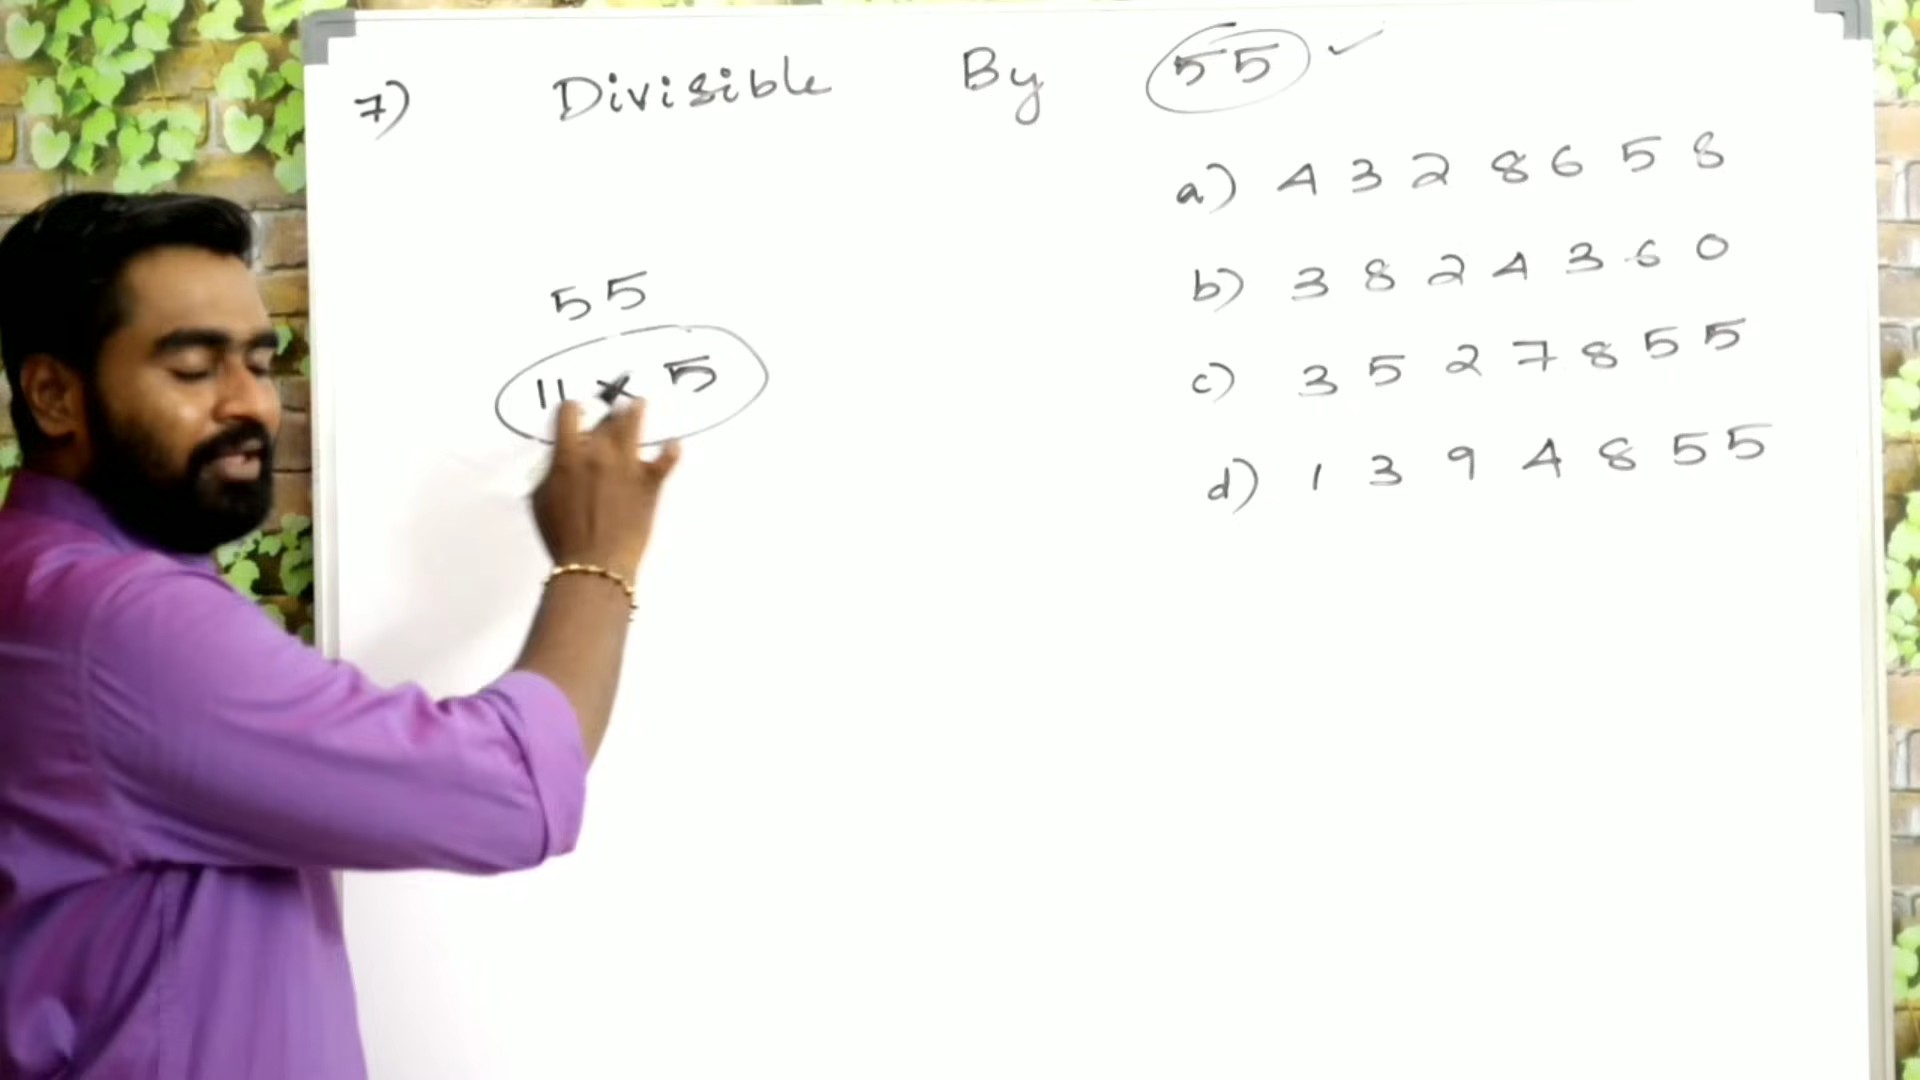 7) Divisible By 55
a) 4 3 2 8 6 5 8
b) 3 8 2 4 3 6 0
c) 3 5 2 7 8 5 5
d) 1 3 9 4 8 5 5
55
11 × 5